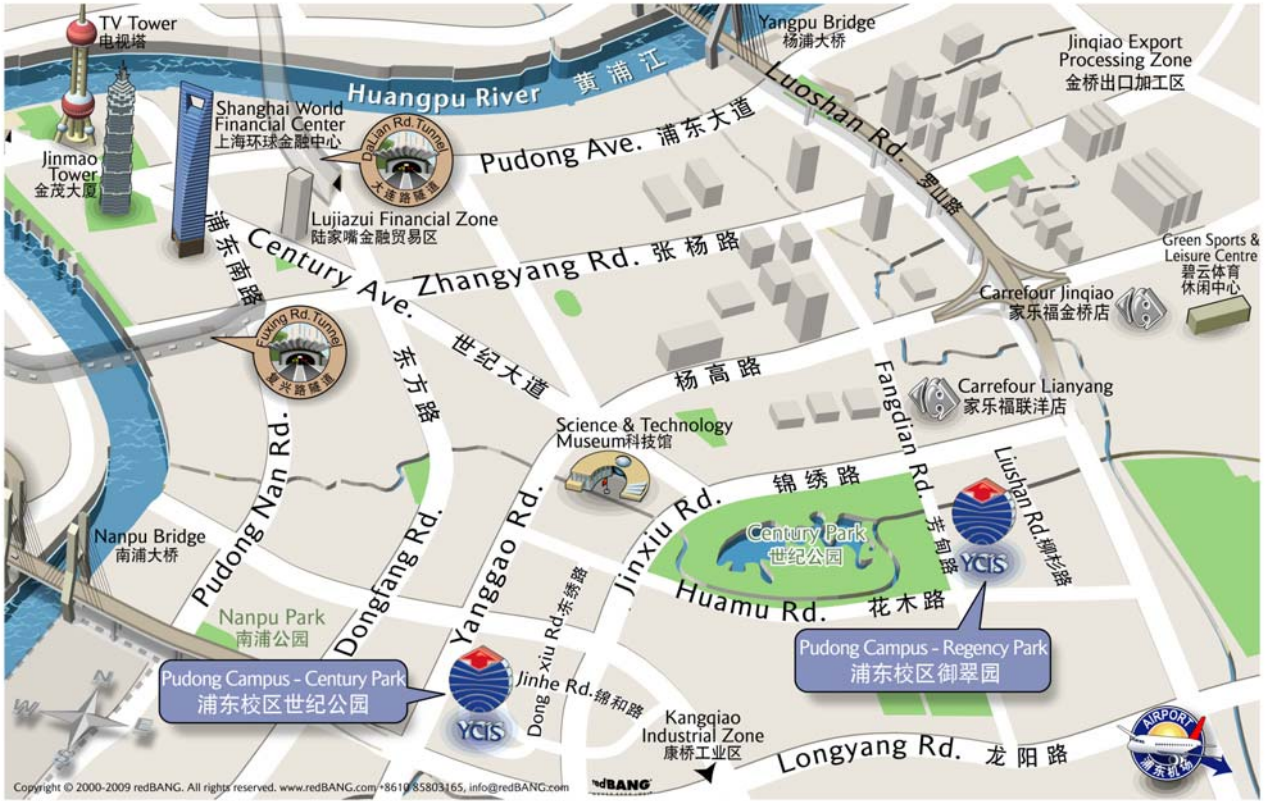 TV Tower
电视塔
Yangpu Bridge
杨浦大桥
Jinqiao Export
Processing Zone
金桥出口加工区
Huangpu River 黄浦江
Luoshan Rd. 罗山路
Shanghai World
Financial Center
上海环球金融中心
DaLian Rd. Tunnel
大连路隧道
Pudong Ave. 浦东大道
Jinmao
Tower
金茂大厦
Lujiazui Financial Zone
陆家嘴金融贸易区
浦东南路
Century Ave.
世纪大道
Zhangyang Rd. 张杨路
Green Sports &
Leisure Centre
碧云体育
休闲中心
Carrefour Jinqiao
家乐福金桥店
Fuxing Rd. Tunnel
复兴路隧道
东方路
杨高路
Carrefour Lianyang
家乐福联洋店
Science & Technology
Museum科技馆
Fangdian Rd. 芳甸路
Liushan Rd.柳杉路
锦绣路
Jinxiu Rd.
Century Park
世纪公园
YCIS
Nanpu Bridge
南浦大桥
Pudong Nan Rd.
Dongfang Rd.
Yanggao Rd.
Dong xiu Rd.东绣路
Huamu Rd. 花木路
Nanpu Park
南浦公园
Pudong Campus - Regency Park
浦东校区御翠园
Pudong Campus - Century Park
浦东校区世纪公园
YCIS
Jinhe Rd.锦和路
Kangqiao
Industrial Zone
康桥工业区
Longyang Rd. 龙阳路
AIRPORT
浦东机场
N
W
E
S
Copyright © 2000-2009 redBANG. All rights reserved. www.redBANG.com +8610 85803165, info@redBANG.com
redBANG